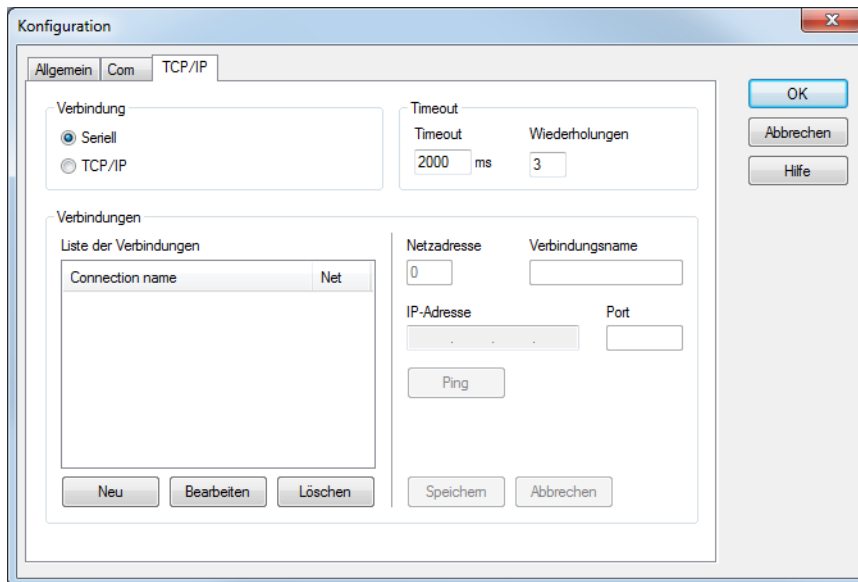 Konfiguration
Allgemein Com TCP/IP
OK
Abbrechen
Hilfe
Verbindung
Seriell
TCP/IP
Timeout
Timeout Wiederholungen
2000 ms 3
Verbindungen
Liste der Verbindungen
Connection name Net
Neu Bearbeiten Löschen
Netzadresse Verbindungsname
0
IP-Adresse Port
. . .
Ping
Speichern Abbrechen